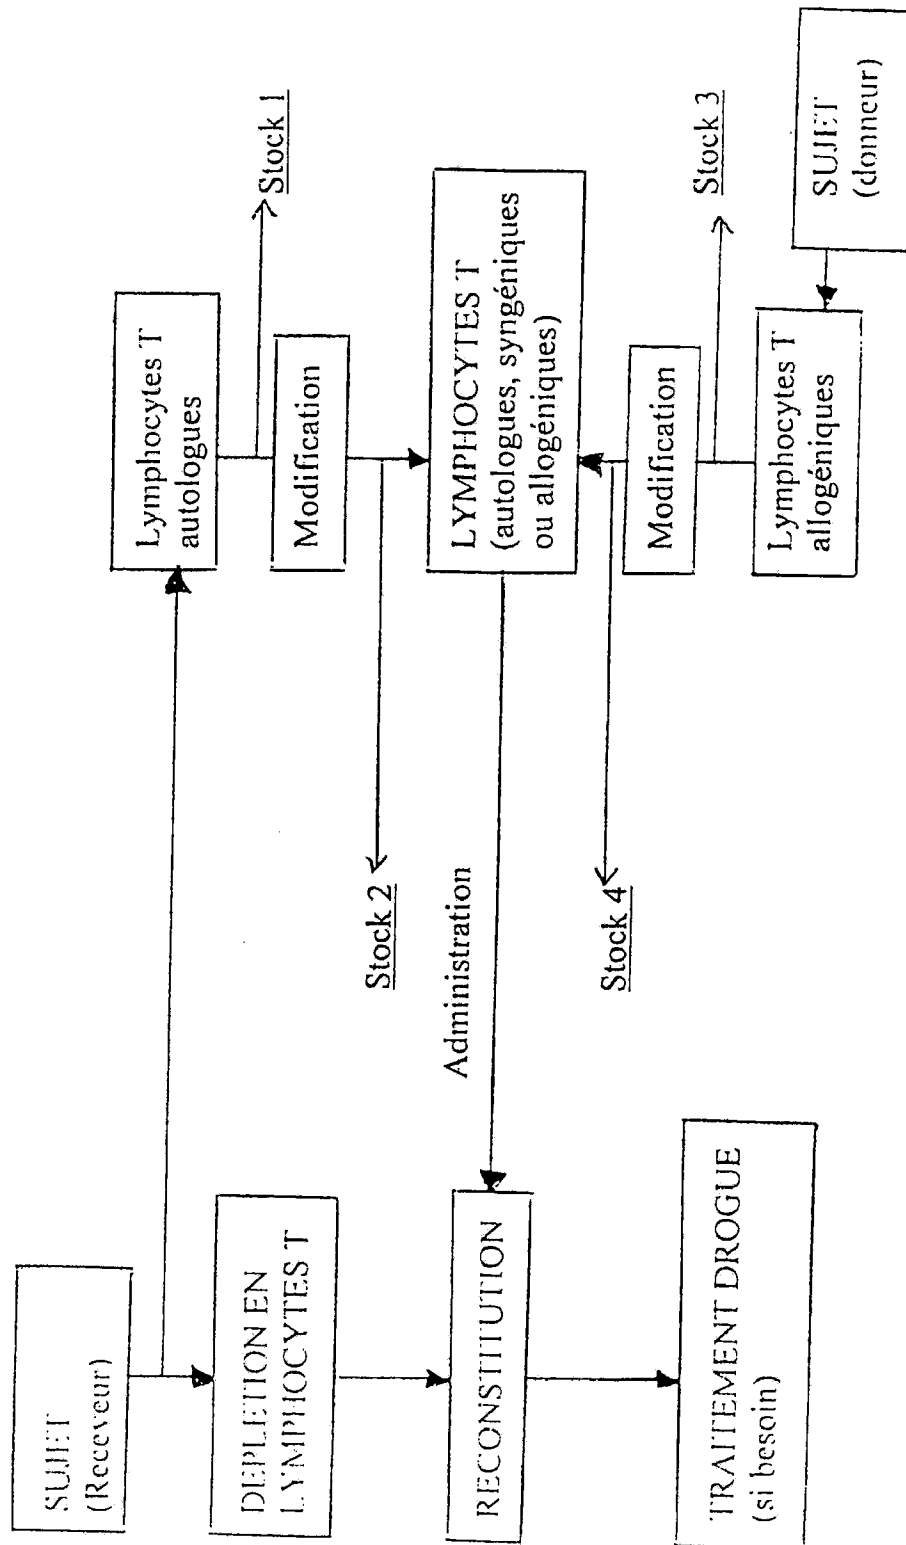 SUJET
(Receveur)
DEPLETION EN
LYMPHOCYTES T
RECONSTITUTION
TRAITEMENT DROGUE
(si besoin)
Administration
Lymphocytes T
autologues
Stock 1
Modification
Stock 2
LYMPHOCYTES T
(autologues, syngéniques
ou allogéniques)
Stock 4
Modification
Stock 3
Lymphocytes T
allogéniques
SUJET
(donneur)